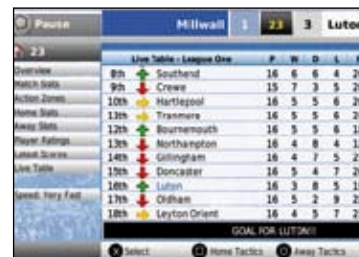 Pause Millwall 1 23 3 Luto
23
Overview
Match Stats
Action Zones
Home Stats
Away Stats
Player Ratings
Latest Scores
Live Table
Speed: Very Fast
Live Table - League One P W D L
8th Southend 16 6 6 4
9th Crewe 15 7 3 5
10th Hartlepool 16 5 5 6
11th Tranmere 16 5 5 6
12th Bournemouth 16 5 5 6
13th Northampton 16 4 8 4
14th Gillingham 16 4 7 5
15th Doncaster 16 5 4 7
16th Luton 16 3 8 5
17th Oldham 16 5 2 9
18th Leyton Orient 16 4 5 7
GOAL FOR LUTON!!!
Select Home Tactics Away Tactics